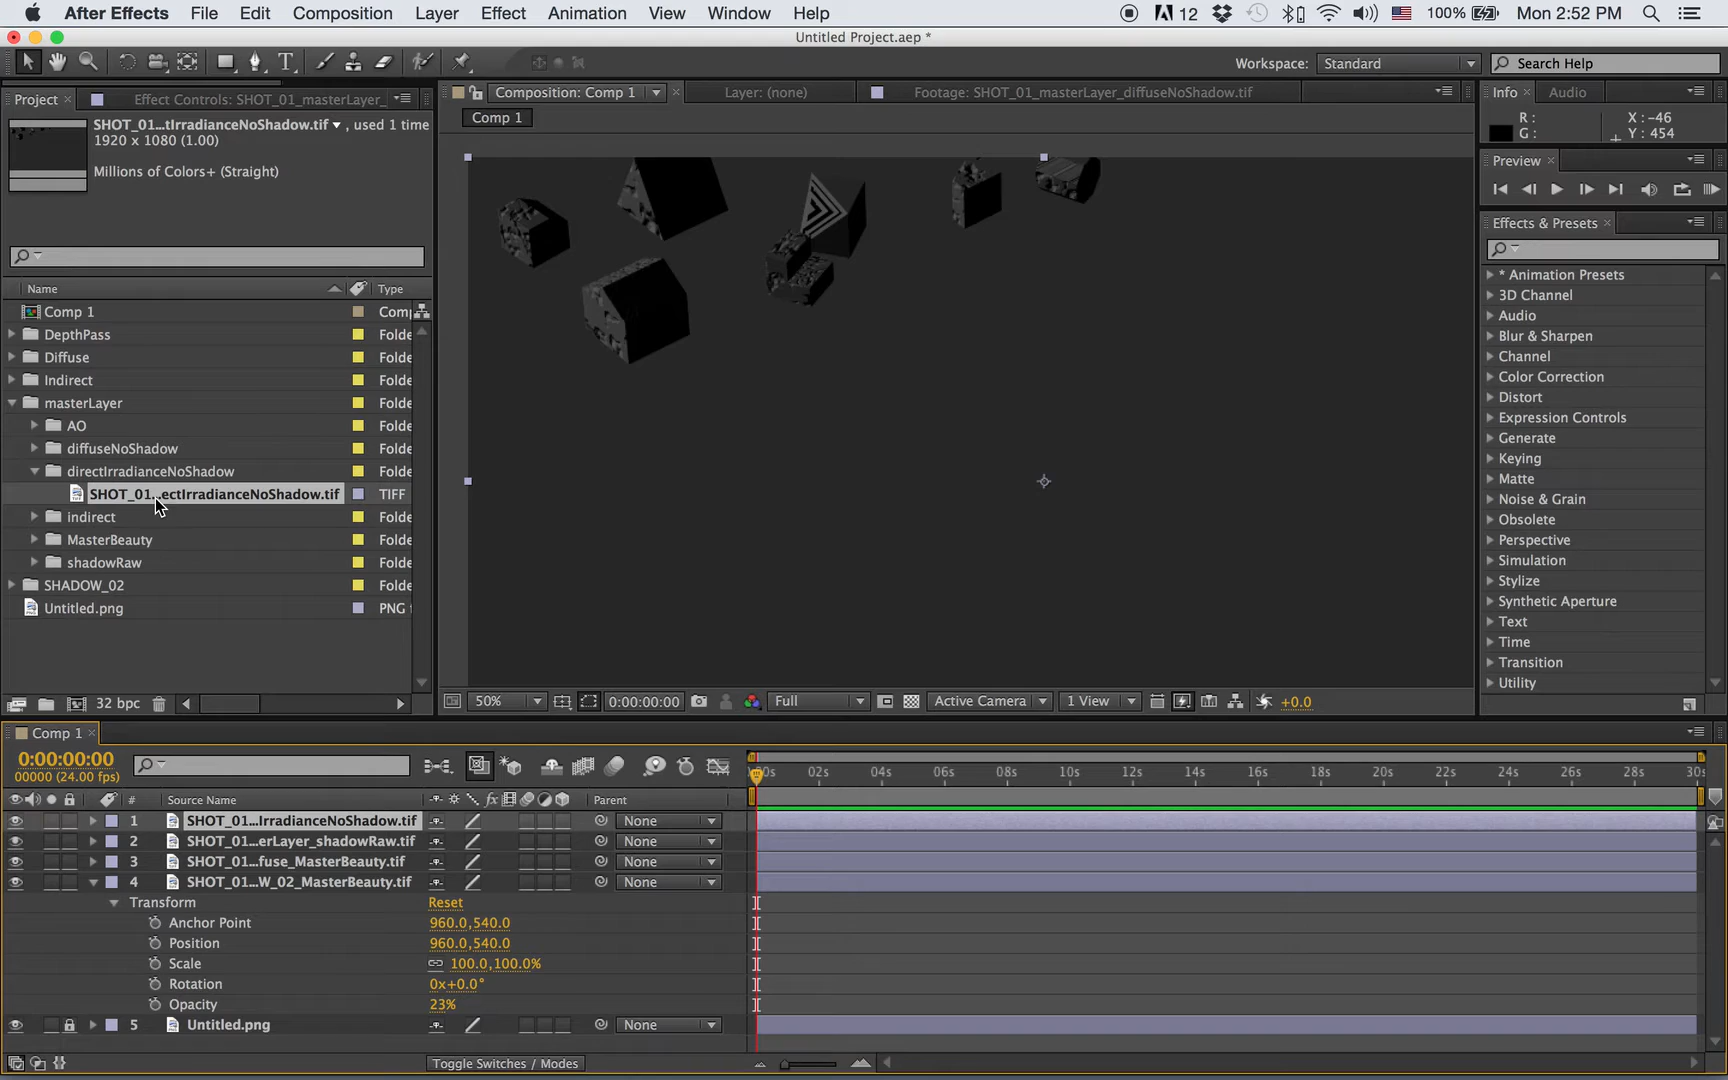 After Effects File Edit Composition Layer Effect Animation View Window Help 12 100% Mon 2:52 PM
Untitled Project.aep *
Workspace: Standard Search Help
Project × Effect Controls: SHOT_01_masterLayer_ Composition: Comp 1 × Layer: (none) Footage: SHOT_01_masterLayer_diffuseNoShadow.tif Info × Audio
Comp 1
SHOT_01...tIrradianceNoShadow.tif , used 1 time
1920 x 1080 (1.00)
Millions of Colors+ (Straight)
R : X : -46
G : Y : 454
Preview ×
Effects & Presets ×
Name Type
Comp 1 Comp
DepthPass Folde
Diffuse Folde
Indirect Folde
masterLayer Folde
AO Folde
diffuseNoShadow Folde
directIrradianceNoShadow Folde
SHOT_01...ectIrradianceNoShadow.tif TIFF
indirect Folde
MasterBeauty Folde
shadowRaw Folde
SHADOW_02 Folde
Untitled.png PNG f
32 bpc
* Animation Presets
3D Channel
Audio
Blur & Sharpen
Channel
Color Correction
Distort
Expression Controls
Generate
Keying
Matte
Noise & Grain
Obsolete
Perspective
Simulation
Stylize
Synthetic Aperture
Text
Time
Transition
Utility
50% 0:00:00:00 Full Active Camera 1 View +0.0
Comp 1 ×
0:00:00:00
00000 (24.00 fps)
:00s 02s 04s 06s 08s 10s 12s 14s 16s 18s 20s 22s 24s 26s 28s 30s
# Source Name fx Parent
1 SHOT_01...IrradianceNoShadow.tif None
2 SHOT_01...erLayer_shadowRaw.tif None
3 SHOT_01...fuse_MasterBeauty.tif None
4 SHOT_01...W_02_MasterBeauty.tif None
Transform Reset
Anchor Point 960.0,540.0
Position 960.0,540.0
Scale 100.0,100.0%
Rotation 0x+0.0°
Opacity 23%
5 Untitled.png None
Toggle Switches / Modes